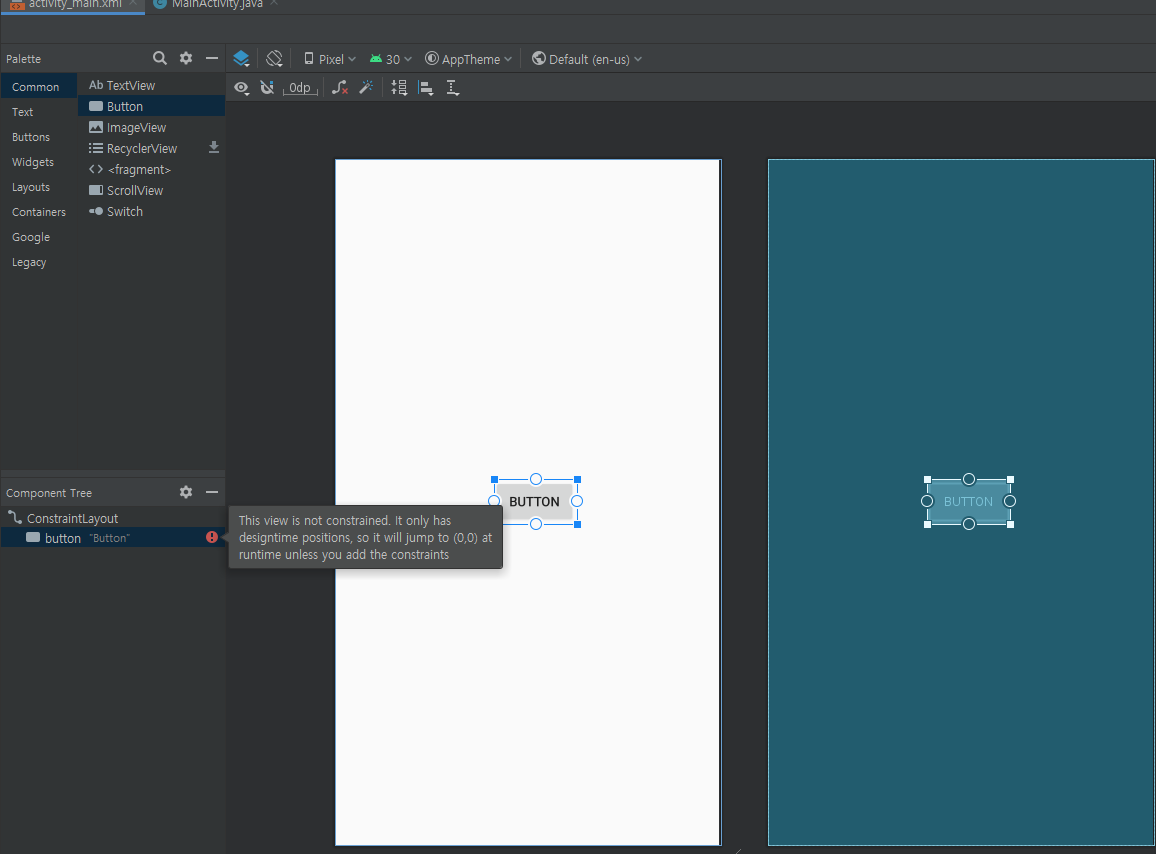 activity_main.xml
MainActivity.java
Palette
Pixel
30
AppTheme
Default (en-us)
0dp
Common
Text
Buttons
Widgets
Layouts
Containers
Google
Legacy
Ab TextView
Button
ImageView
RecyclerView
<fragment>
ScrollView
Switch
BUTTON
BUTTON
Component Tree
ConstraintLayout
button "Button"
This view is not constrained. It only has
designtime positions, so it will jump to (0,0) at
runtime unless you add the constraints